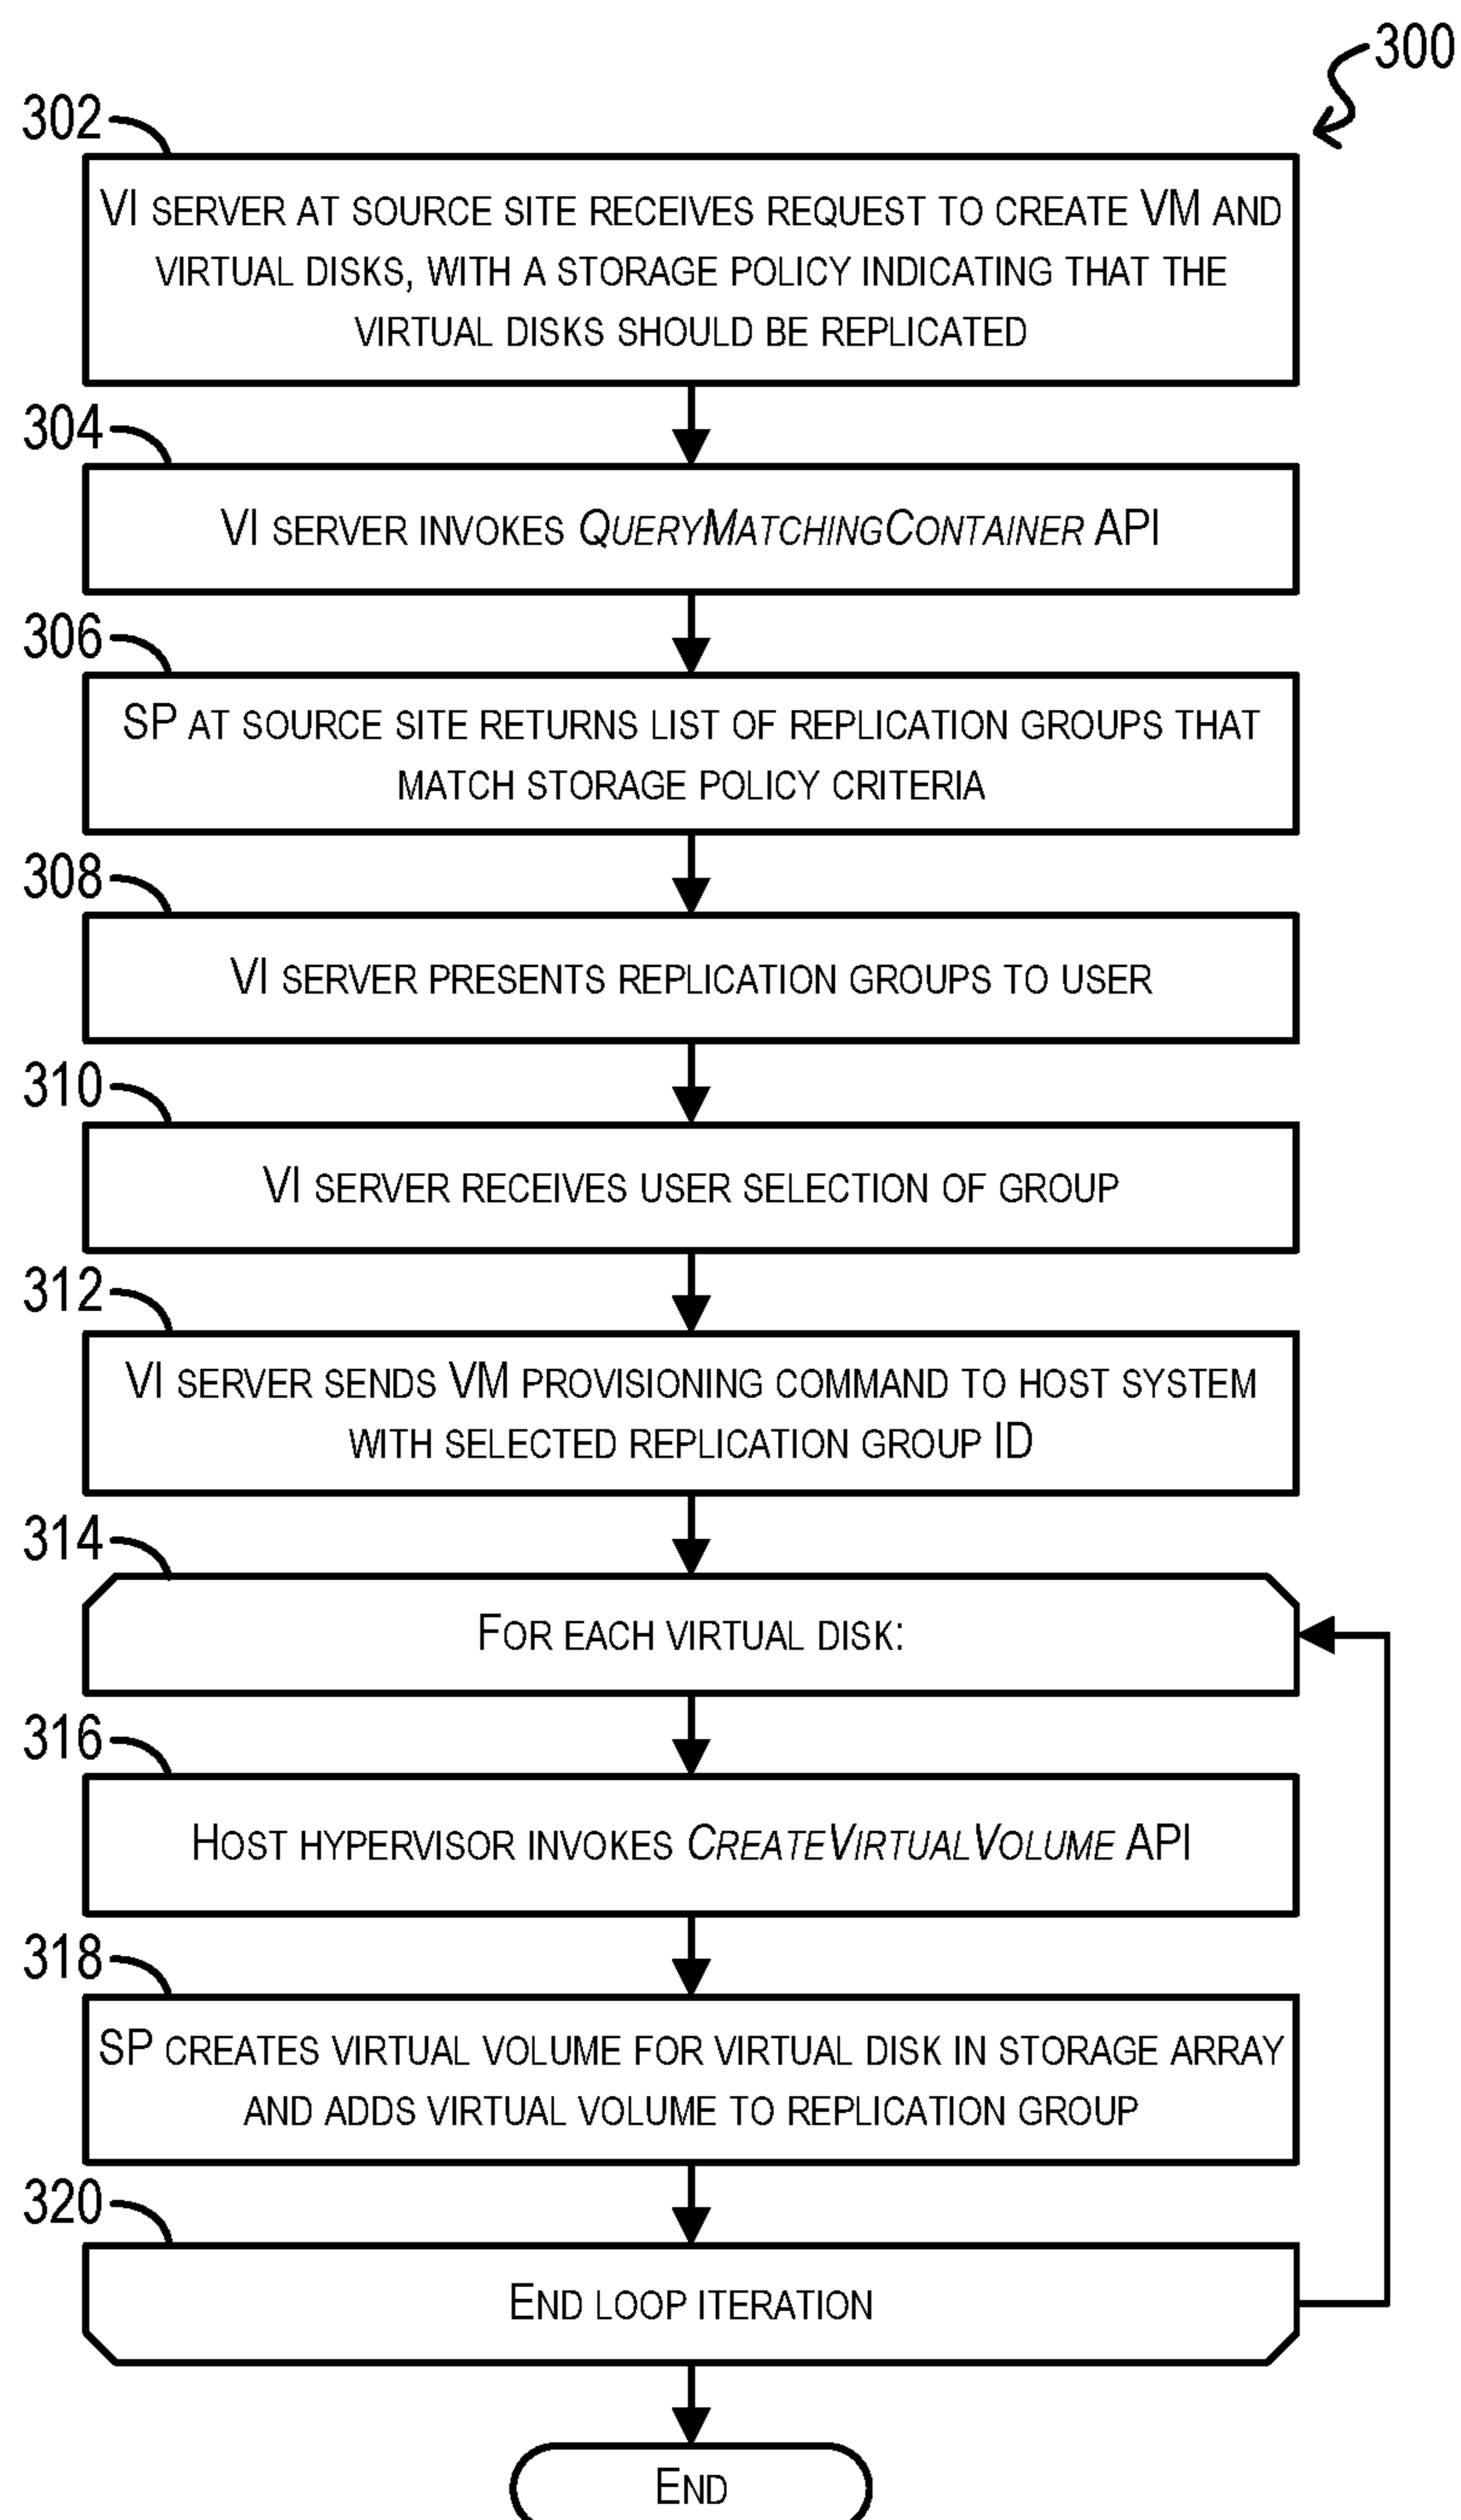 300
302
VI SERVER AT SOURCE SITE RECEIVES REQUEST TO CREATE VM AND
VIRTUAL DISKS, WITH A STORAGE POLICY INDICATING THAT THE
VIRTUAL DISKS SHOULD BE REPLICATED
304
VI SERVER INVOKES QUERYMATCHINGCONTAINER API
306
SP AT SOURCE SITE RETURNS LIST OF REPLICATION GROUPS THAT
MATCH STORAGE POLICY CRITERIA
308
VI SERVER PRESENTS REPLICATION GROUPS TO USER
310
VI SERVER RECEIVES USER SELECTION OF GROUP
312
VI SERVER SENDS VM PROVISIONING COMMAND TO HOST SYSTEM
WITH SELECTED REPLICATION GROUP ID
314
FOR EACH VIRTUAL DISK:
316
HOST HYPERVISOR INVOKES CREATEVIRTUALVOLUME API
318
SP CREATES VIRTUAL VOLUME FOR VIRTUAL DISK IN STORAGE ARRAY
AND ADDS VIRTUAL VOLUME TO REPLICATION GROUP
320
END LOOP ITERATION
END